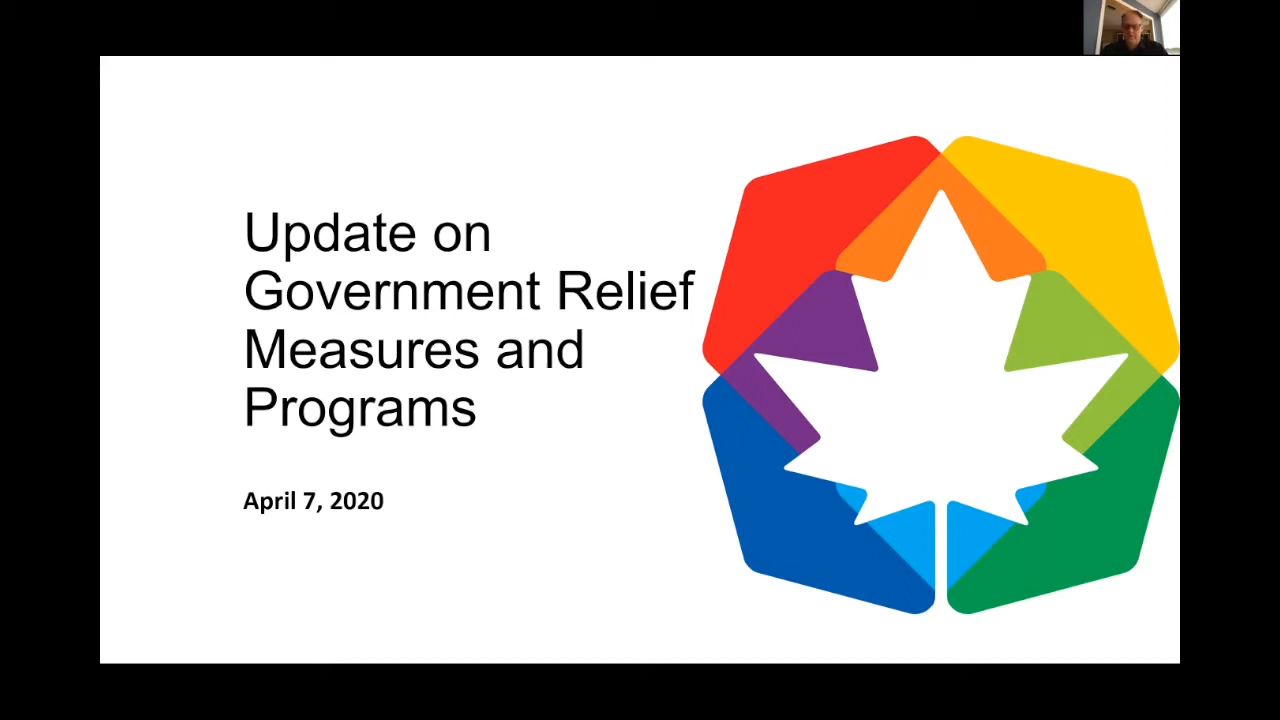 Update on
Government Relief
Measures and
Programs
April 7, 2020